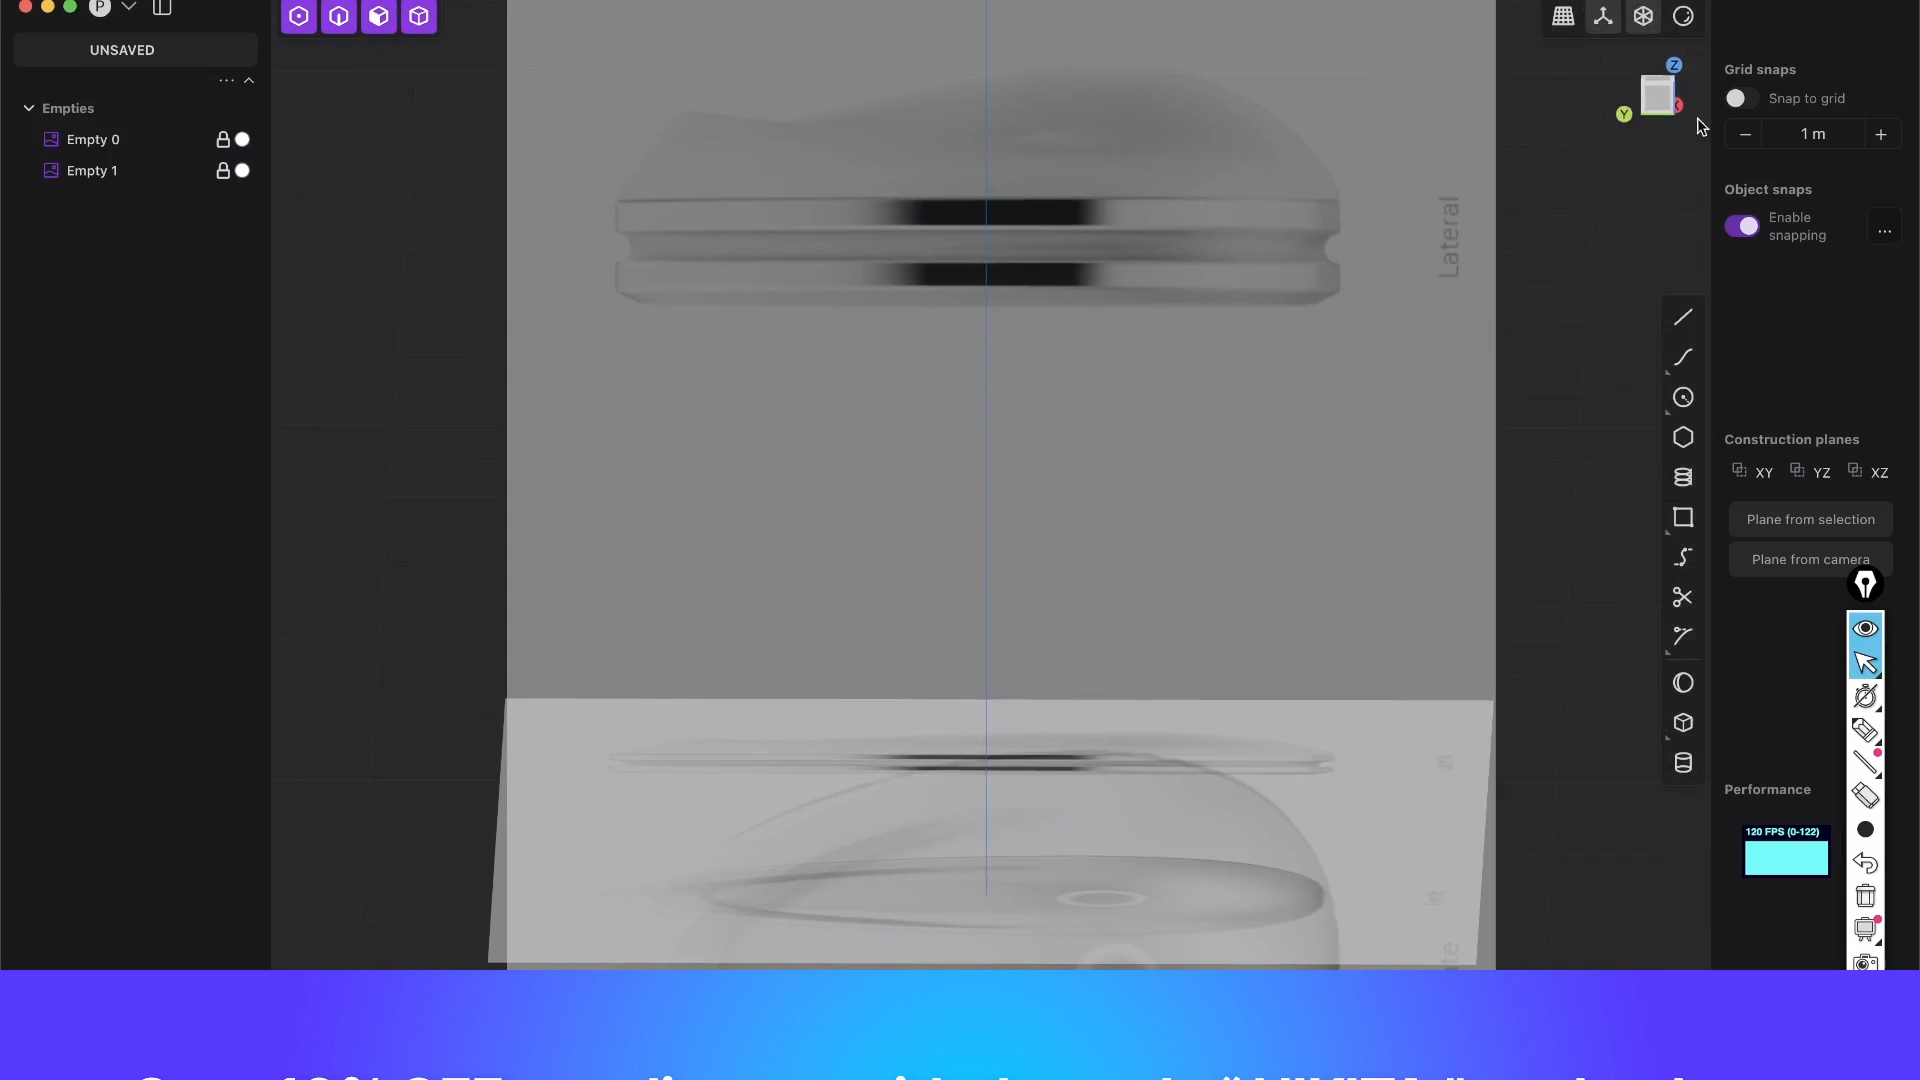 P
UNSAVED
Empties
Empty 0
Empty 1
Z
Y
X
Lateral
Grid snaps
Snap to grid
1 m
Object snaps
Enable
snapping
Construction planes
XY
YZ
XZ
Plane from selection
Plane from camera
Performance
120 FPS (0-122)